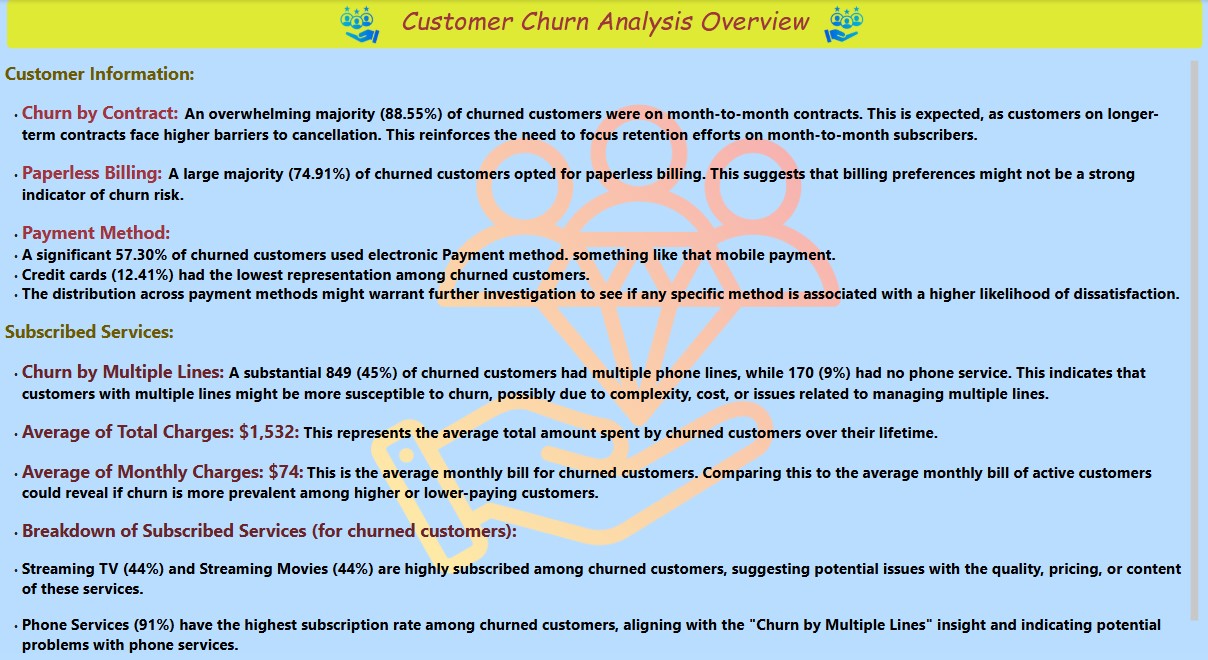 Customer Churn Analysis Overview
Customer Information:
• Churn by Contract: An overwhelming majority (88.55%) of churned customers were on month-to-month contracts. This is expected, as customers on longer-
term contracts face higher barriers to cancellation. This reinforces the need to focus retention efforts on month-to-month subscribers.
• Paperless Billing: A large majority (74.91%) of churned customers opted for paperless billing. This suggests that billing preferences might not be a strong
indicator of churn risk.
• Payment Method:
• A significant 57.30% of churned customers used electronic Payment method. something like that mobile payment.
• Credit cards (12.41%) had the lowest representation among churned customers.
• The distribution across payment methods might warrant further investigation to see if any specific method is associated with a higher likelihood of dissatisfaction.
Subscribed Services:
• Churn by Multiple Lines: A substantial 849 (45%) of churned customers had multiple phone lines, while 170 (9%) had no phone service. This indicates that
customers with multiple lines might be more susceptible to churn, possibly due to complexity, cost, or issues related to managing multiple lines.
• Average of Total Charges: $1,532: This represents the average total amount spent by churned customers over their lifetime.
• Average of Monthly Charges: $74: This is the average monthly bill for churned customers. Comparing this to the average monthly bill of active customers
could reveal if churn is more prevalent among higher or lower-paying customers.
• Breakdown of Subscribed Services (for churned customers):
• Streaming TV (44%) and Streaming Movies (44%) are highly subscribed among churned customers, suggesting potential issues with the quality, pricing, or content
of these services.
• Phone Services (91%) have the highest subscription rate among churned customers, aligning with the "Churn by Multiple Lines" insight and indicating potential
problems with phone services.